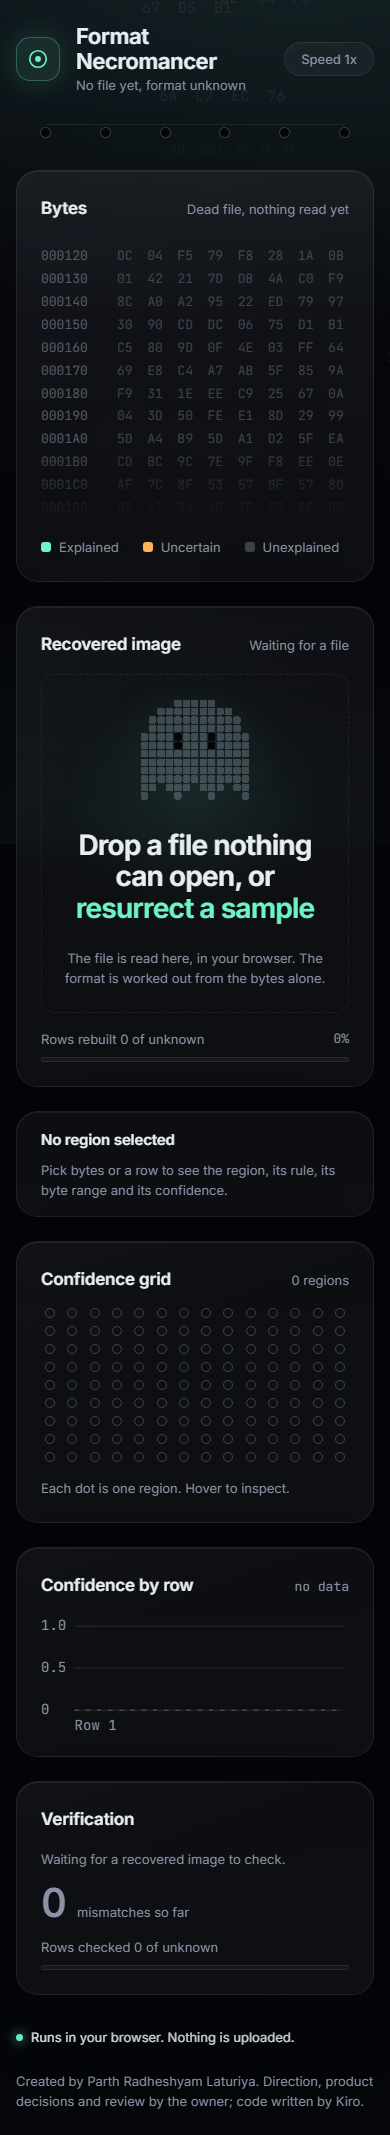 67 D5 B1
Format
Necromancer
No file yet, format unknown
Speed 1x
6A C2 EC 76
Bytes
Dead file, nothing read yet
000120 DC 04 F5 79 F8 28 1A 0B
000130 01 42 21 7D DB 4A C0 F9
000140 8C A0 A2 95 22 ED 79 97
000150 30 90 CD DC 06 75 D1 B1
000160 C5 80 9D 0F 4E 03 FF 64
000170 69 E8 C4 A7 AB 5F 85 9A
000180 F9 31 1E EE C9 25 67 0A
000190 04 3D 50 FE E1 8D 29 99
0001A0 5D A4 B9 5D A1 D2 5F EA
0001B0 CD BC 9C 7E 9F F8 EE 0E
0001C0 AF 7C 8F 53 57 BF 57 8D
Explained
Uncertain
Unexplained
Recovered image
Waiting for a file
Drop a file nothing
can open, or
resurrect a sample
The file is read here, in your browser. The
format is worked out from the bytes alone.
Rows rebuilt 0 of unknown
0%
No region selected
Pick bytes or a row to see the region, its rule, its
byte range and its confidence.
Confidence grid
0 regions
Each dot is one region. Hover to inspect.
Confidence by row
no data
1.0
0.5
0
Row 1
Verification
Waiting for a recovered image to check.
0 mismatches so far
Rows checked 0 of unknown
Runs in your browser. Nothing is uploaded.
Created by Parth Radheshyam Laturiya. Direction, product
decisions and review by the owner; code written by Kiro.